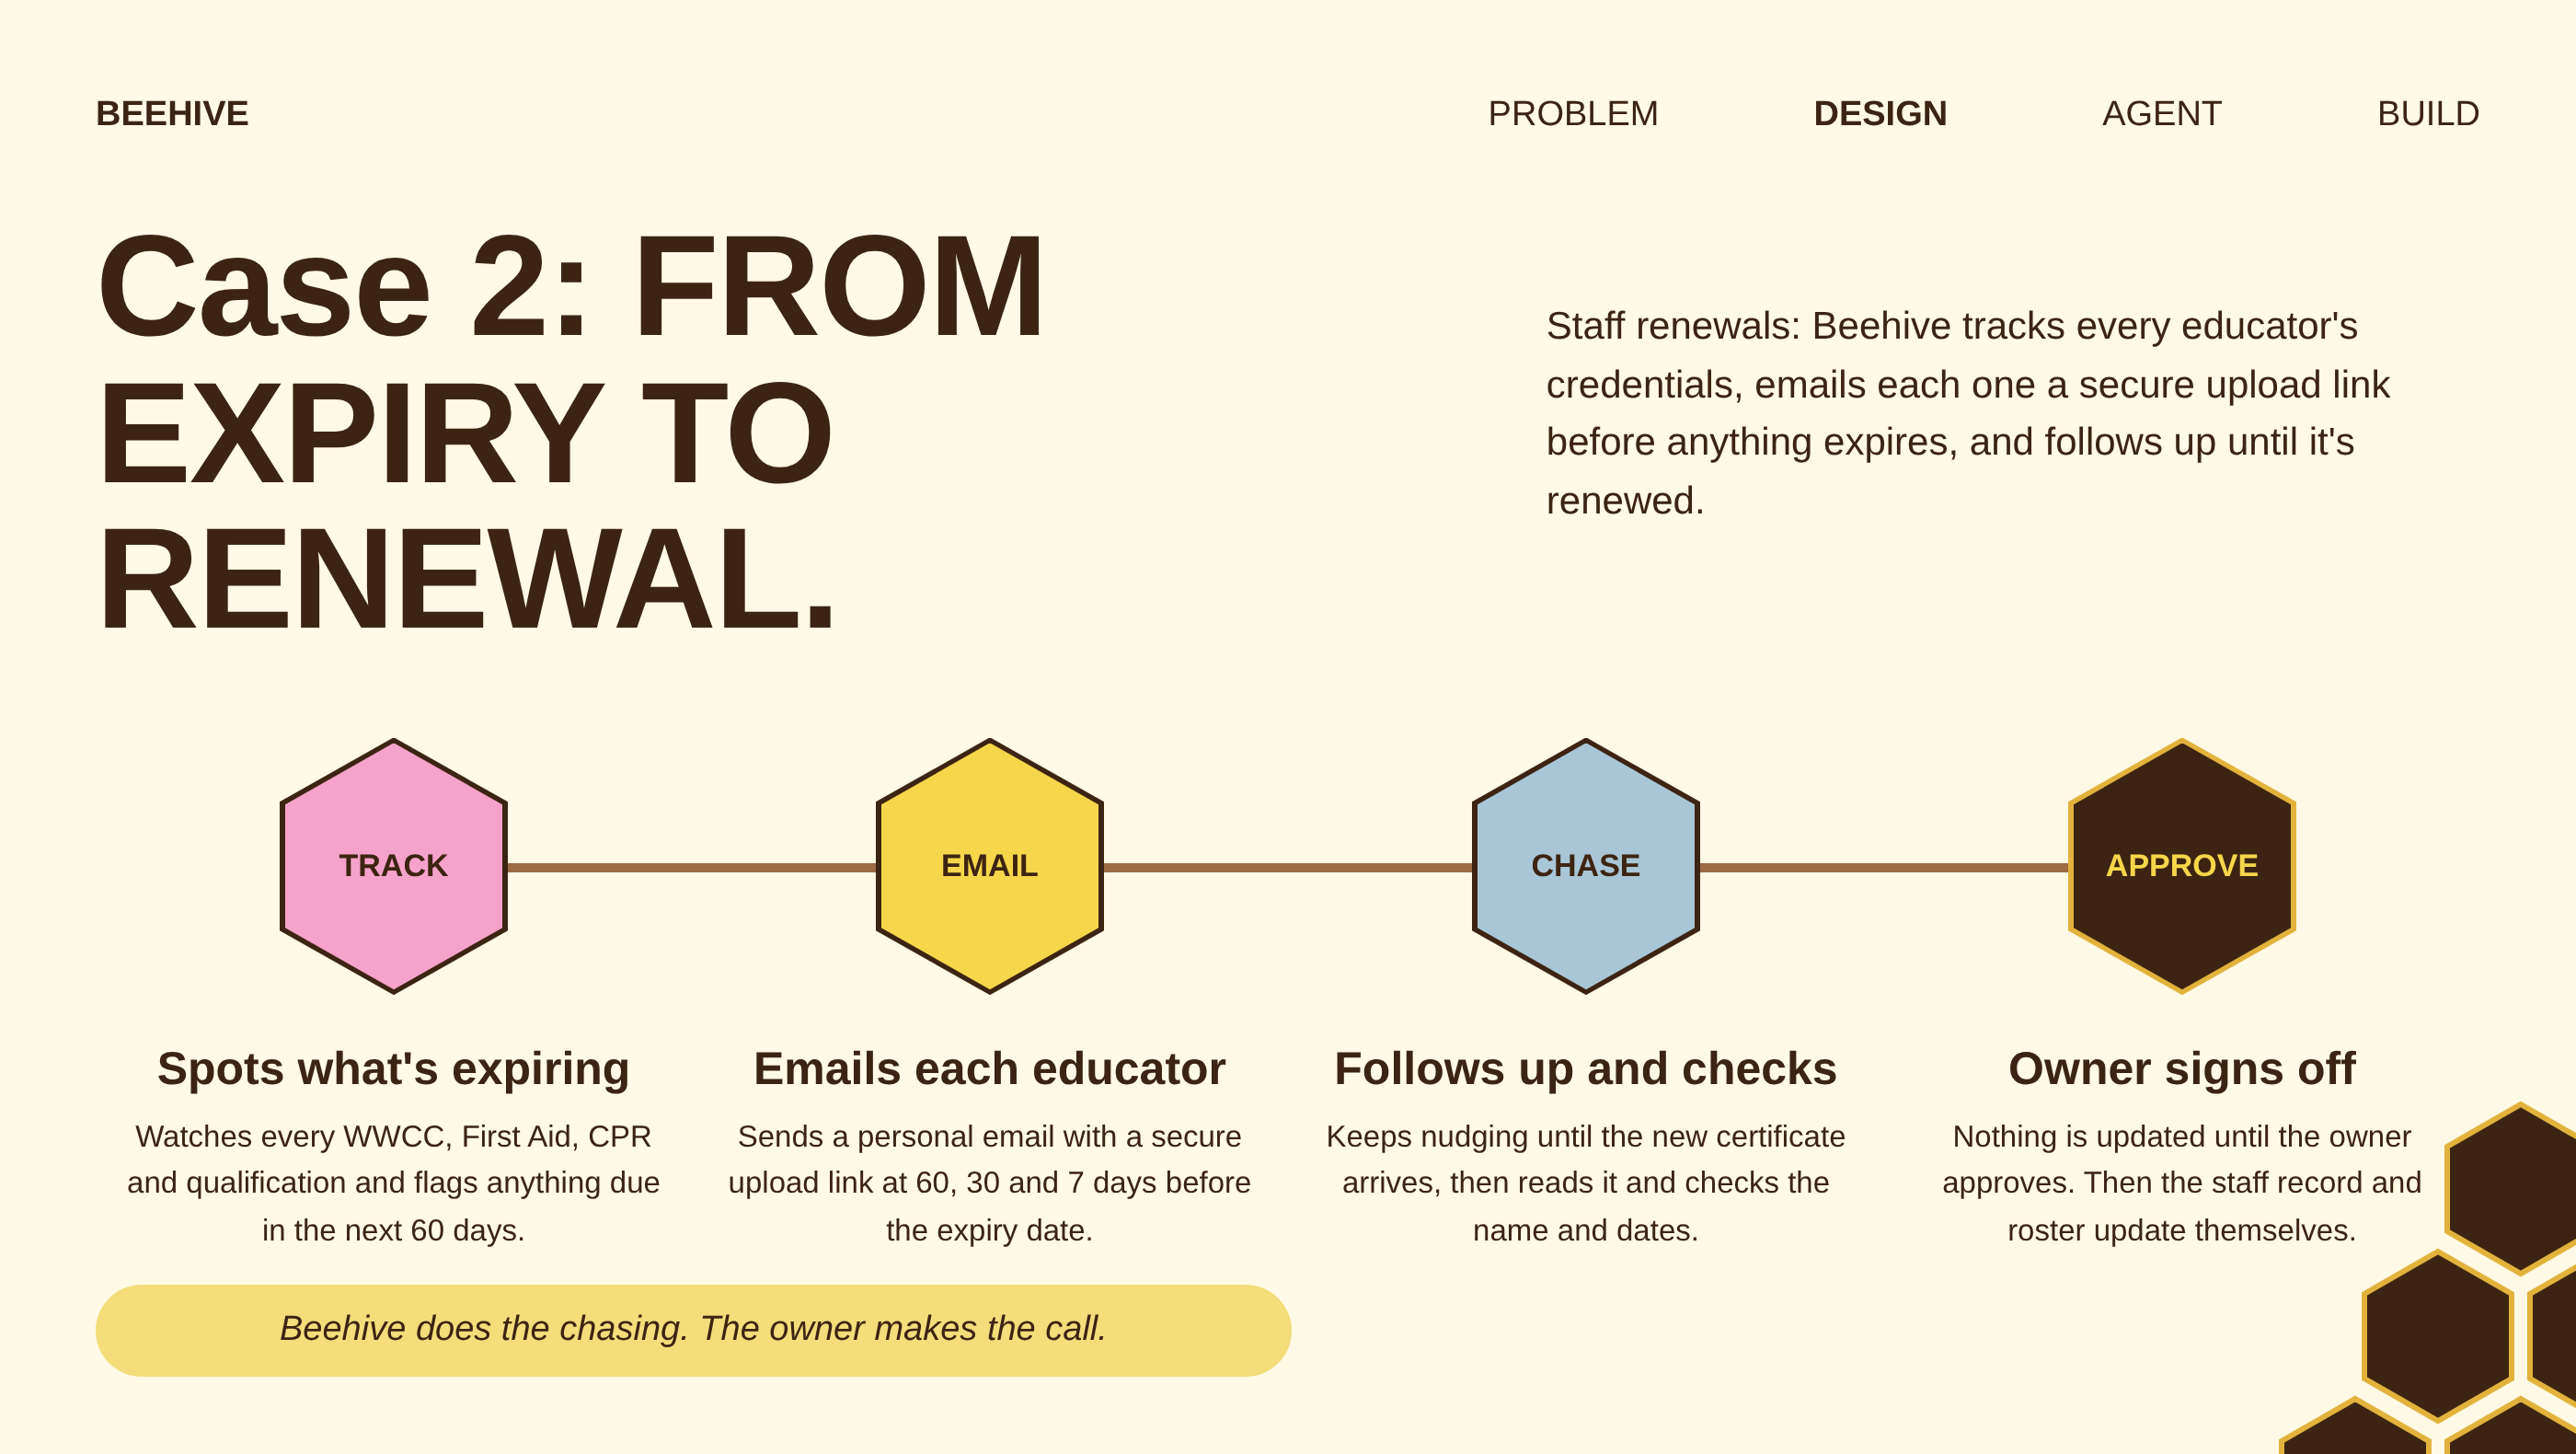 BEEHIVE
PROBLEM DESIGN AGENT BUILD
Case 2: FROM
EXPIRY TO
RENEWAL.
Staff renewals: Beehive tracks every educator's
credentials, emails each one a secure upload link
before anything expires, and follows up until it's
renewed.
TRACK
EMAIL
CHASE
APPROVE
Spots what's expiring
Watches every WWCC, First Aid, CPR
and qualification and flags anything due
in the next 60 days.
Emails each educator
Sends a personal email with a secure
upload link at 60, 30 and 7 days before
the expiry date.
Follows up and checks
Keeps nudging until the new certificate
arrives, then reads it and checks the
name and dates.
Owner signs off
Nothing is updated until the owner
approves. Then the staff record and
roster update themselves.
Beehive does the chasing. The owner makes the call.